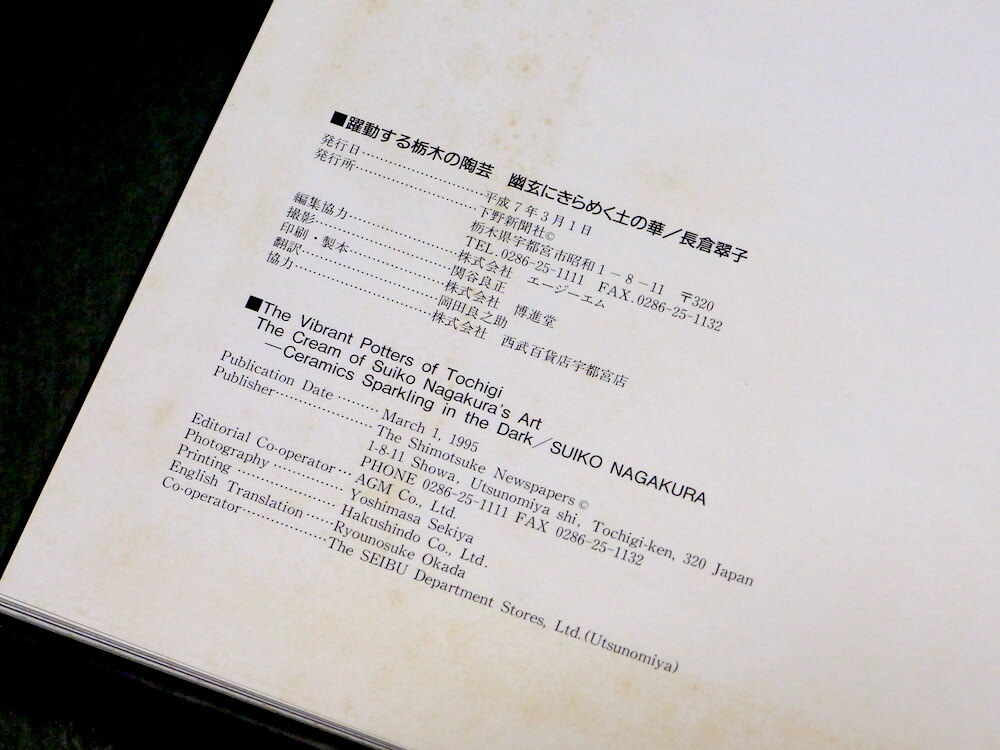 ■躍動する栃木の陶芸　幽玄にきらめく土の華／長倉翠子
発行日………………平成7年3月1日
発行所………………下野新聞社©
栃木県宇都宮市昭和1－8－11　〒320
TEL. 0286-25-1111　FAX. 0286-25-1132
編集協力………………株式会社　エージーエム
撮影………………関谷良正
印刷・製本………………株式会社　博進堂
翻訳………………岡田良之助
協力………………株式会社　西武百貨店宇都宮店
■The Vibrant Potters of Tochigi
The Cream of Suiko Nagakura's Art
—Ceramics Sparkling in the Dark／SUIKO NAGAKURA
Publication Date ········ March 1, 1995
Publisher ················ The Shimotsuke Newspapers ©
1-8-11 Showa, Utsunomiya shi, Tochigi-ken, 320 Japan
PHONE 0286-25-1111 FAX 0286-25-1132
Editorial Co-operator ··· AGM Co., Ltd.
Photography ············ Yoshimasa Sekiya
Printing ················ Hakushindo Co., Ltd.
English Translation ······ Ryounosuke Okada
Co-operator ················ The SEIBU Department Stores, Ltd. (Utsunomiya)